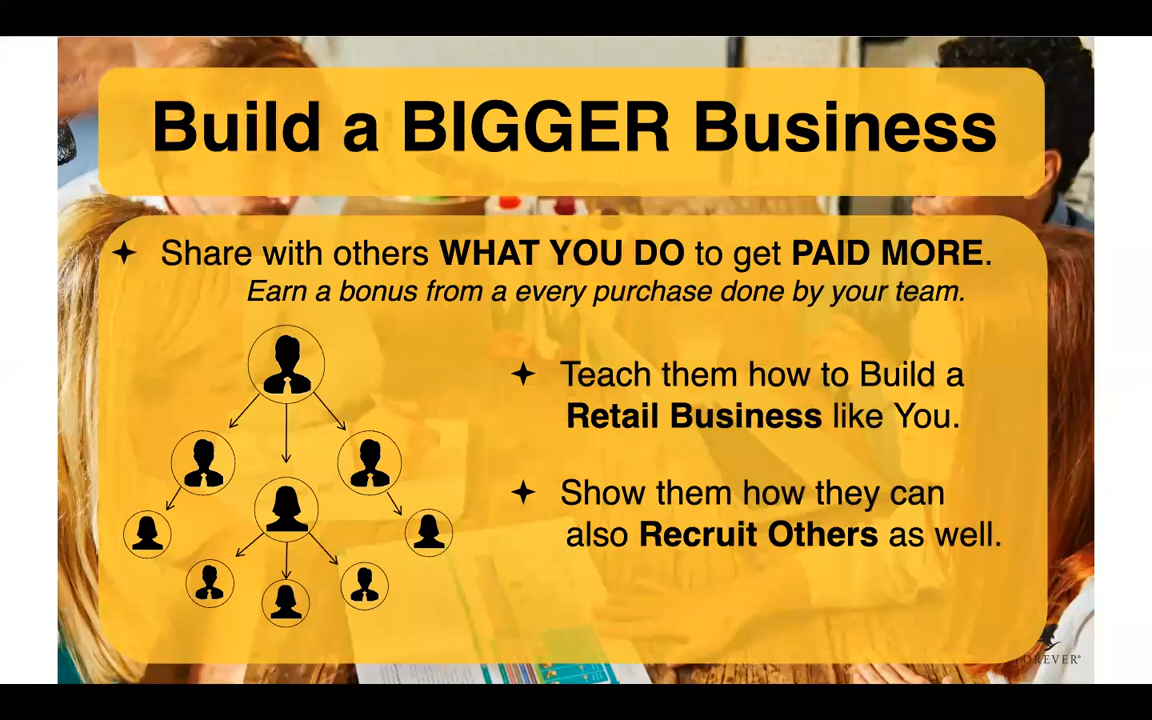 Build a BIGGER Business
Share with others WHAT YOU DO to get PAID MORE.
Earn a bonus from a every purchase done by your team.
Teach them how to Build a
Retail Business like You.
Show them how they can
also Recruit Others as well.
OREVER®